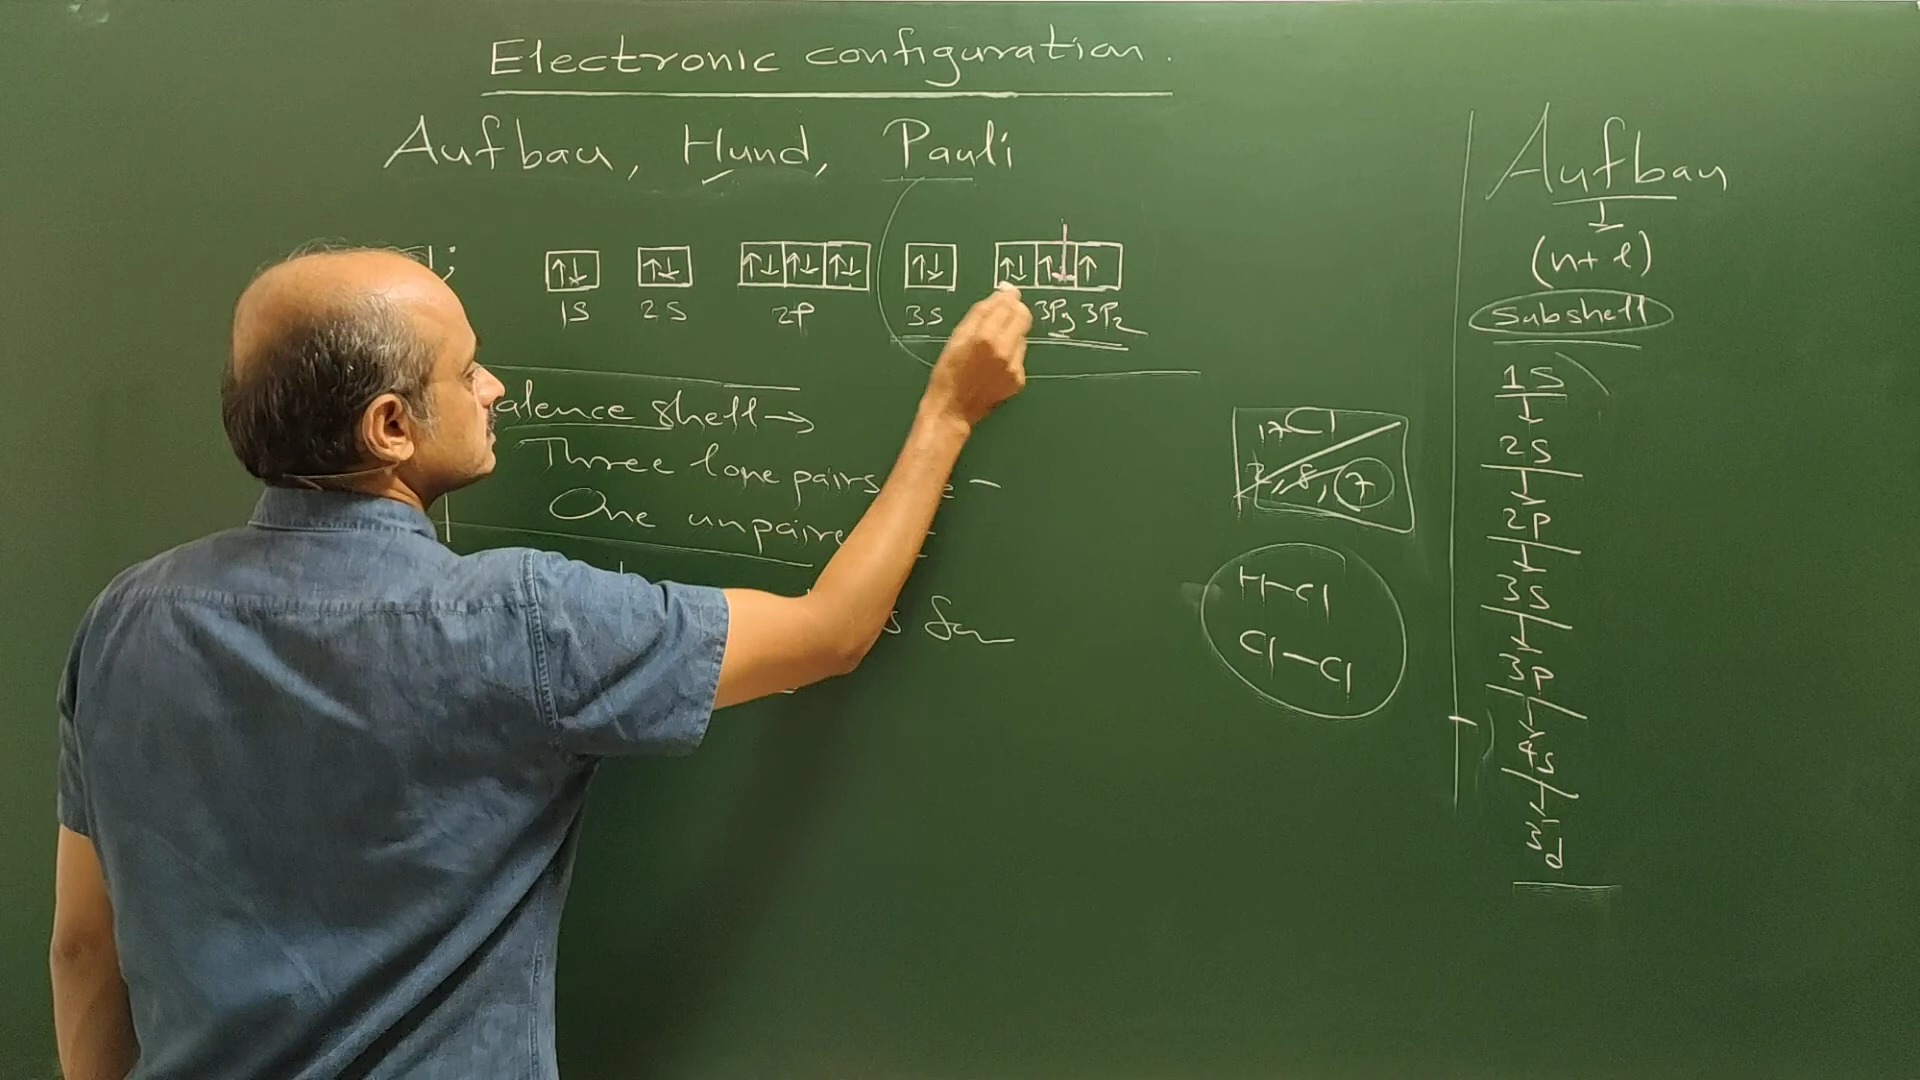 Electronic configuration.
Aufbau, Hund, Pauli
1s 2s 2p 3s 3Py 3Pz
alence shell →
Three lone pairs
One unpaire
17Cl
2, 8, 7
H-Cl
Cl-Cl
Aufbau
↓
(n+l)
Subshell
1s
2s
2p
3s
3p
4s
3d